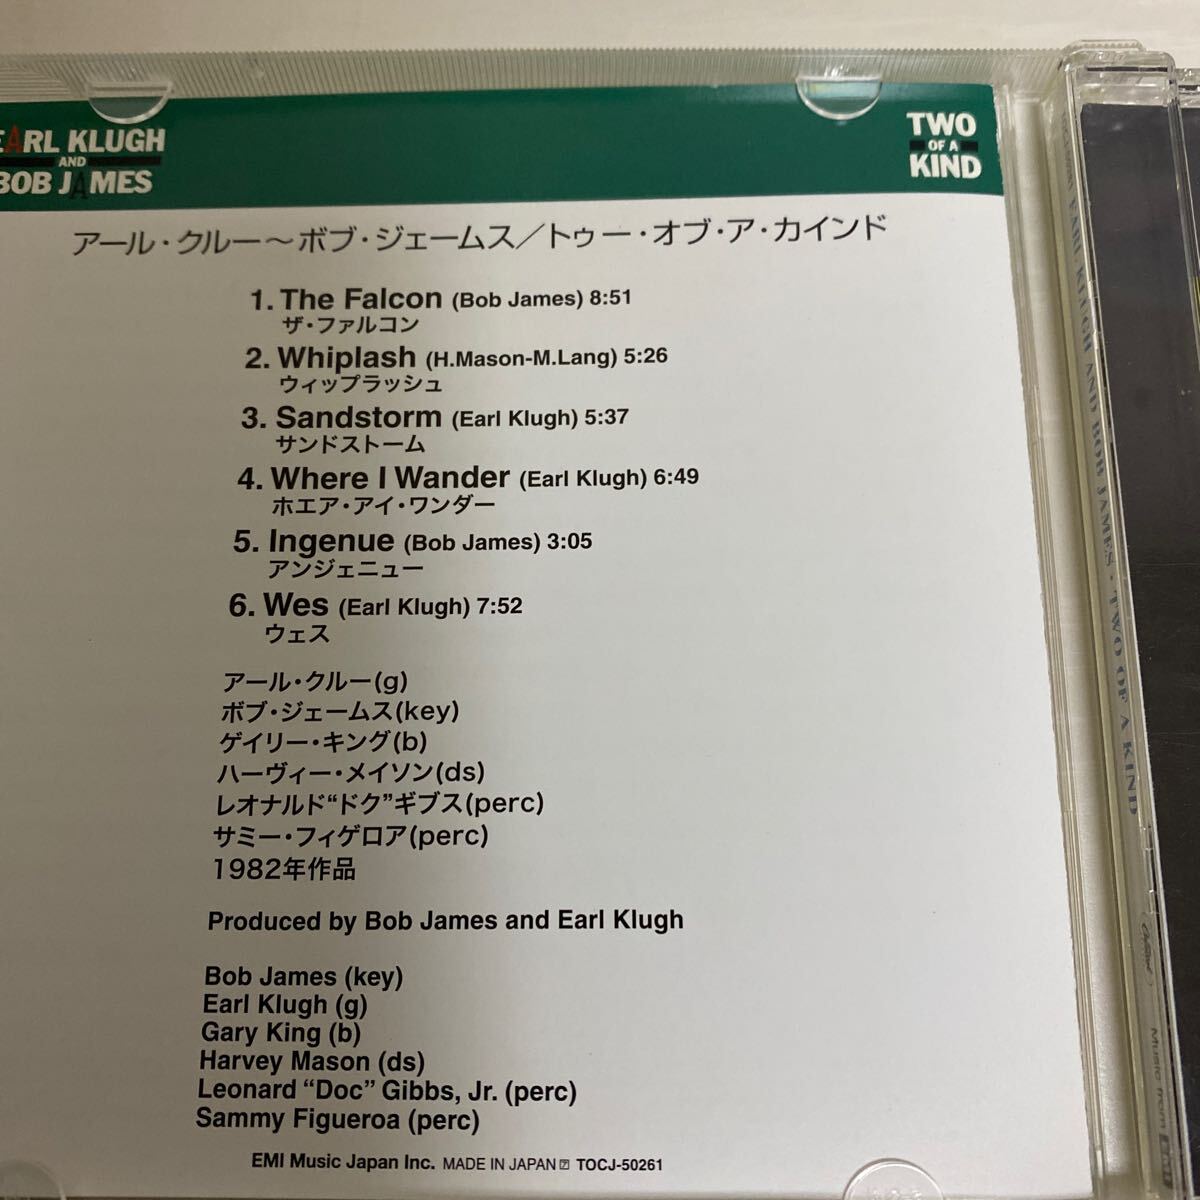 EARL KLUGH
AND
BOB JAMES
TWO
OF A
KIND
アール・クルー～ボブ・ジェームス／トゥー・オブ・ア・カインド
1. The Falcon (Bob James) 8:51
ザ・ファルコン
2. Whiplash (H.Mason-M.Lang) 5:26
ウィップラッシュ
3. Sandstorm (Earl Klugh) 5:37
サンドストーム
4. Where I Wander (Earl Klugh) 6:49
ホエア・アイ・ワンダー
5. Ingenue (Bob James) 3:05
アンジェニュー
6. Wes (Earl Klugh) 7:52
ウェス
アール・クルー(g)
ボブ・ジェームス(key)
ゲイリー・キング(b)
ハーヴィー・メイソン(ds)
レオナルド“ドク”ギブス(perc)
サミー・フィゲロア(perc)
1982年作品
Produced by Bob James and Earl Klugh
Bob James (key)
Earl Klugh (g)
Gary King (b)
Harvey Mason (ds)
Leonard “Doc” Gibbs, Jr. (perc)
Sammy Figueroa (perc)
EMI Music Japan Inc. MADE IN JAPAN TOCJ-50261
EARL KLUGH AND BOB JAMES · TWO OF A KIND
Capitol
Music from EMI